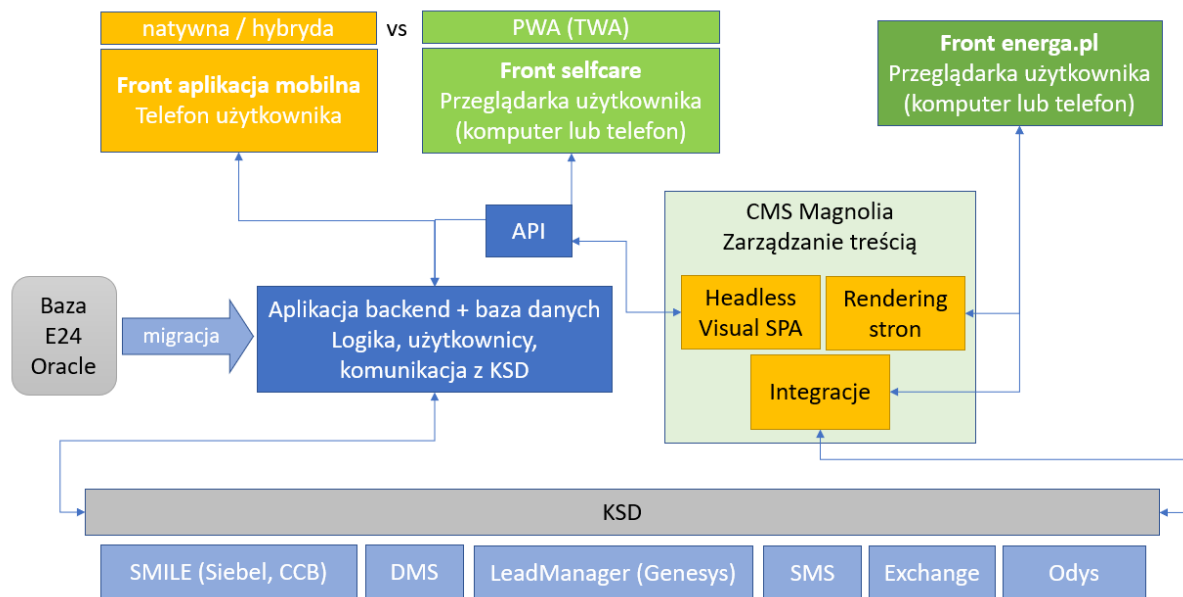 natywna / hybryda
vs
PWA (TWA)
Front aplikacja mobilna
Telefon użytkownika
Front selfcare
Przeglądarka użytkownika
(komputer lub telefon)
Front energa.pl
Przeglądarka użytkownika
(komputer lub telefon)
API
CMS Magnolia
Zarządzanie treścią
Headless
Visual SPA
Rendering
stron
Integracje
Baza
E24
Oracle
migracja
Aplikacja backend + baza danych
Logika, użytkownicy,
komunikacja z KSD
KSD
SMILE (Siebel, CCB)
DMS
LeadManager (Genesys)
SMS
Exchange
Odys